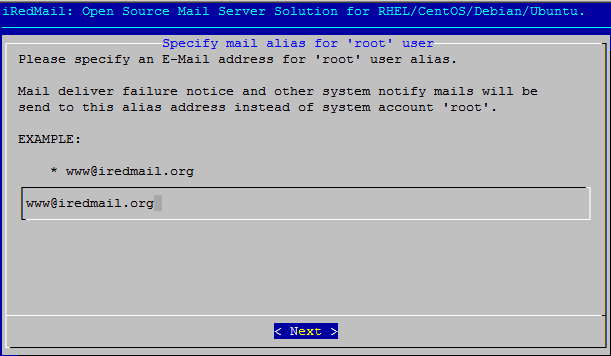 iRedMail: Open Source Mail Server Solution for RHEL/CentOS/Debian/Ubuntu.
Specify mail alias for 'root' user
Please specify an E-Mail address for 'root' user alias.
Mail deliver failure notice and other system notify mails will be
send to this alias address instead of system account 'root'.
EXAMPLE:
* www@iredmail.org
www@iredmail.org
< Next >